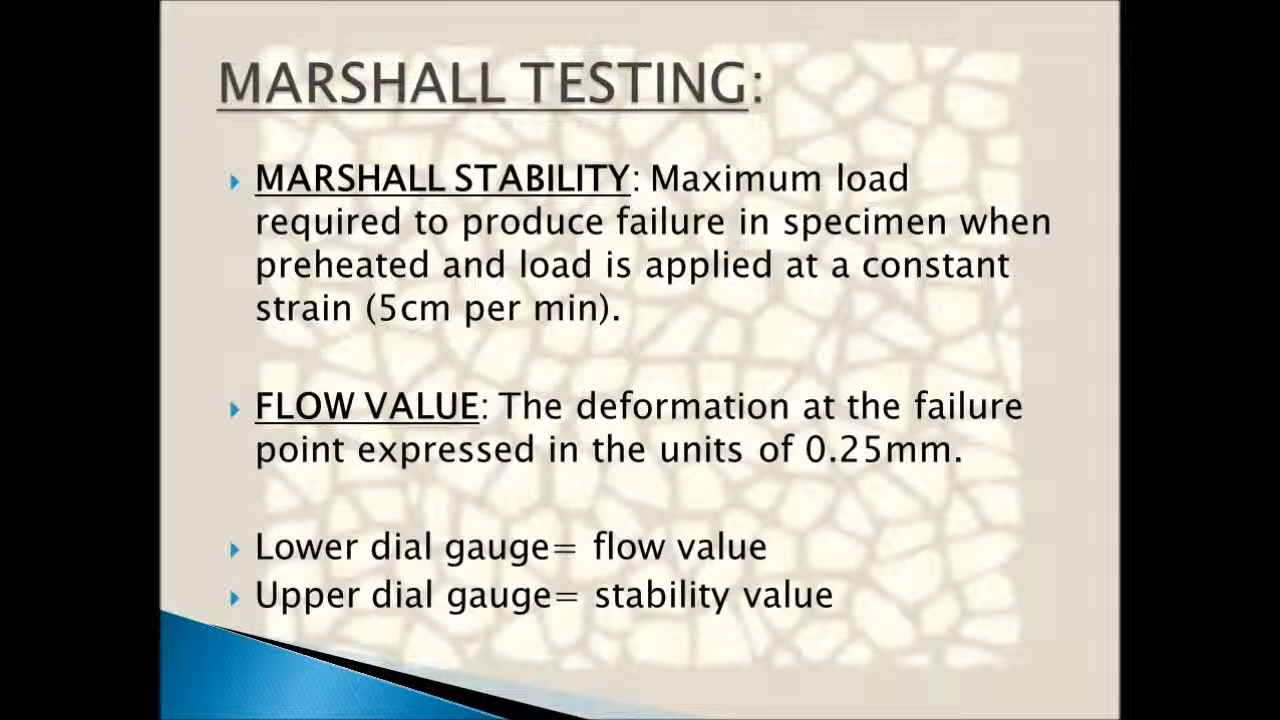 MARSHALL TESTING:
MARSHALL STABILITY: Maximum load
required to produce failure in specimen when
preheated and load is applied at a constant
strain (5cm per min).
FLOW VALUE: The deformation at the failure
point expressed in the units of 0.25mm.
Lower dial gauge= flow value
Upper dial gauge= stability value